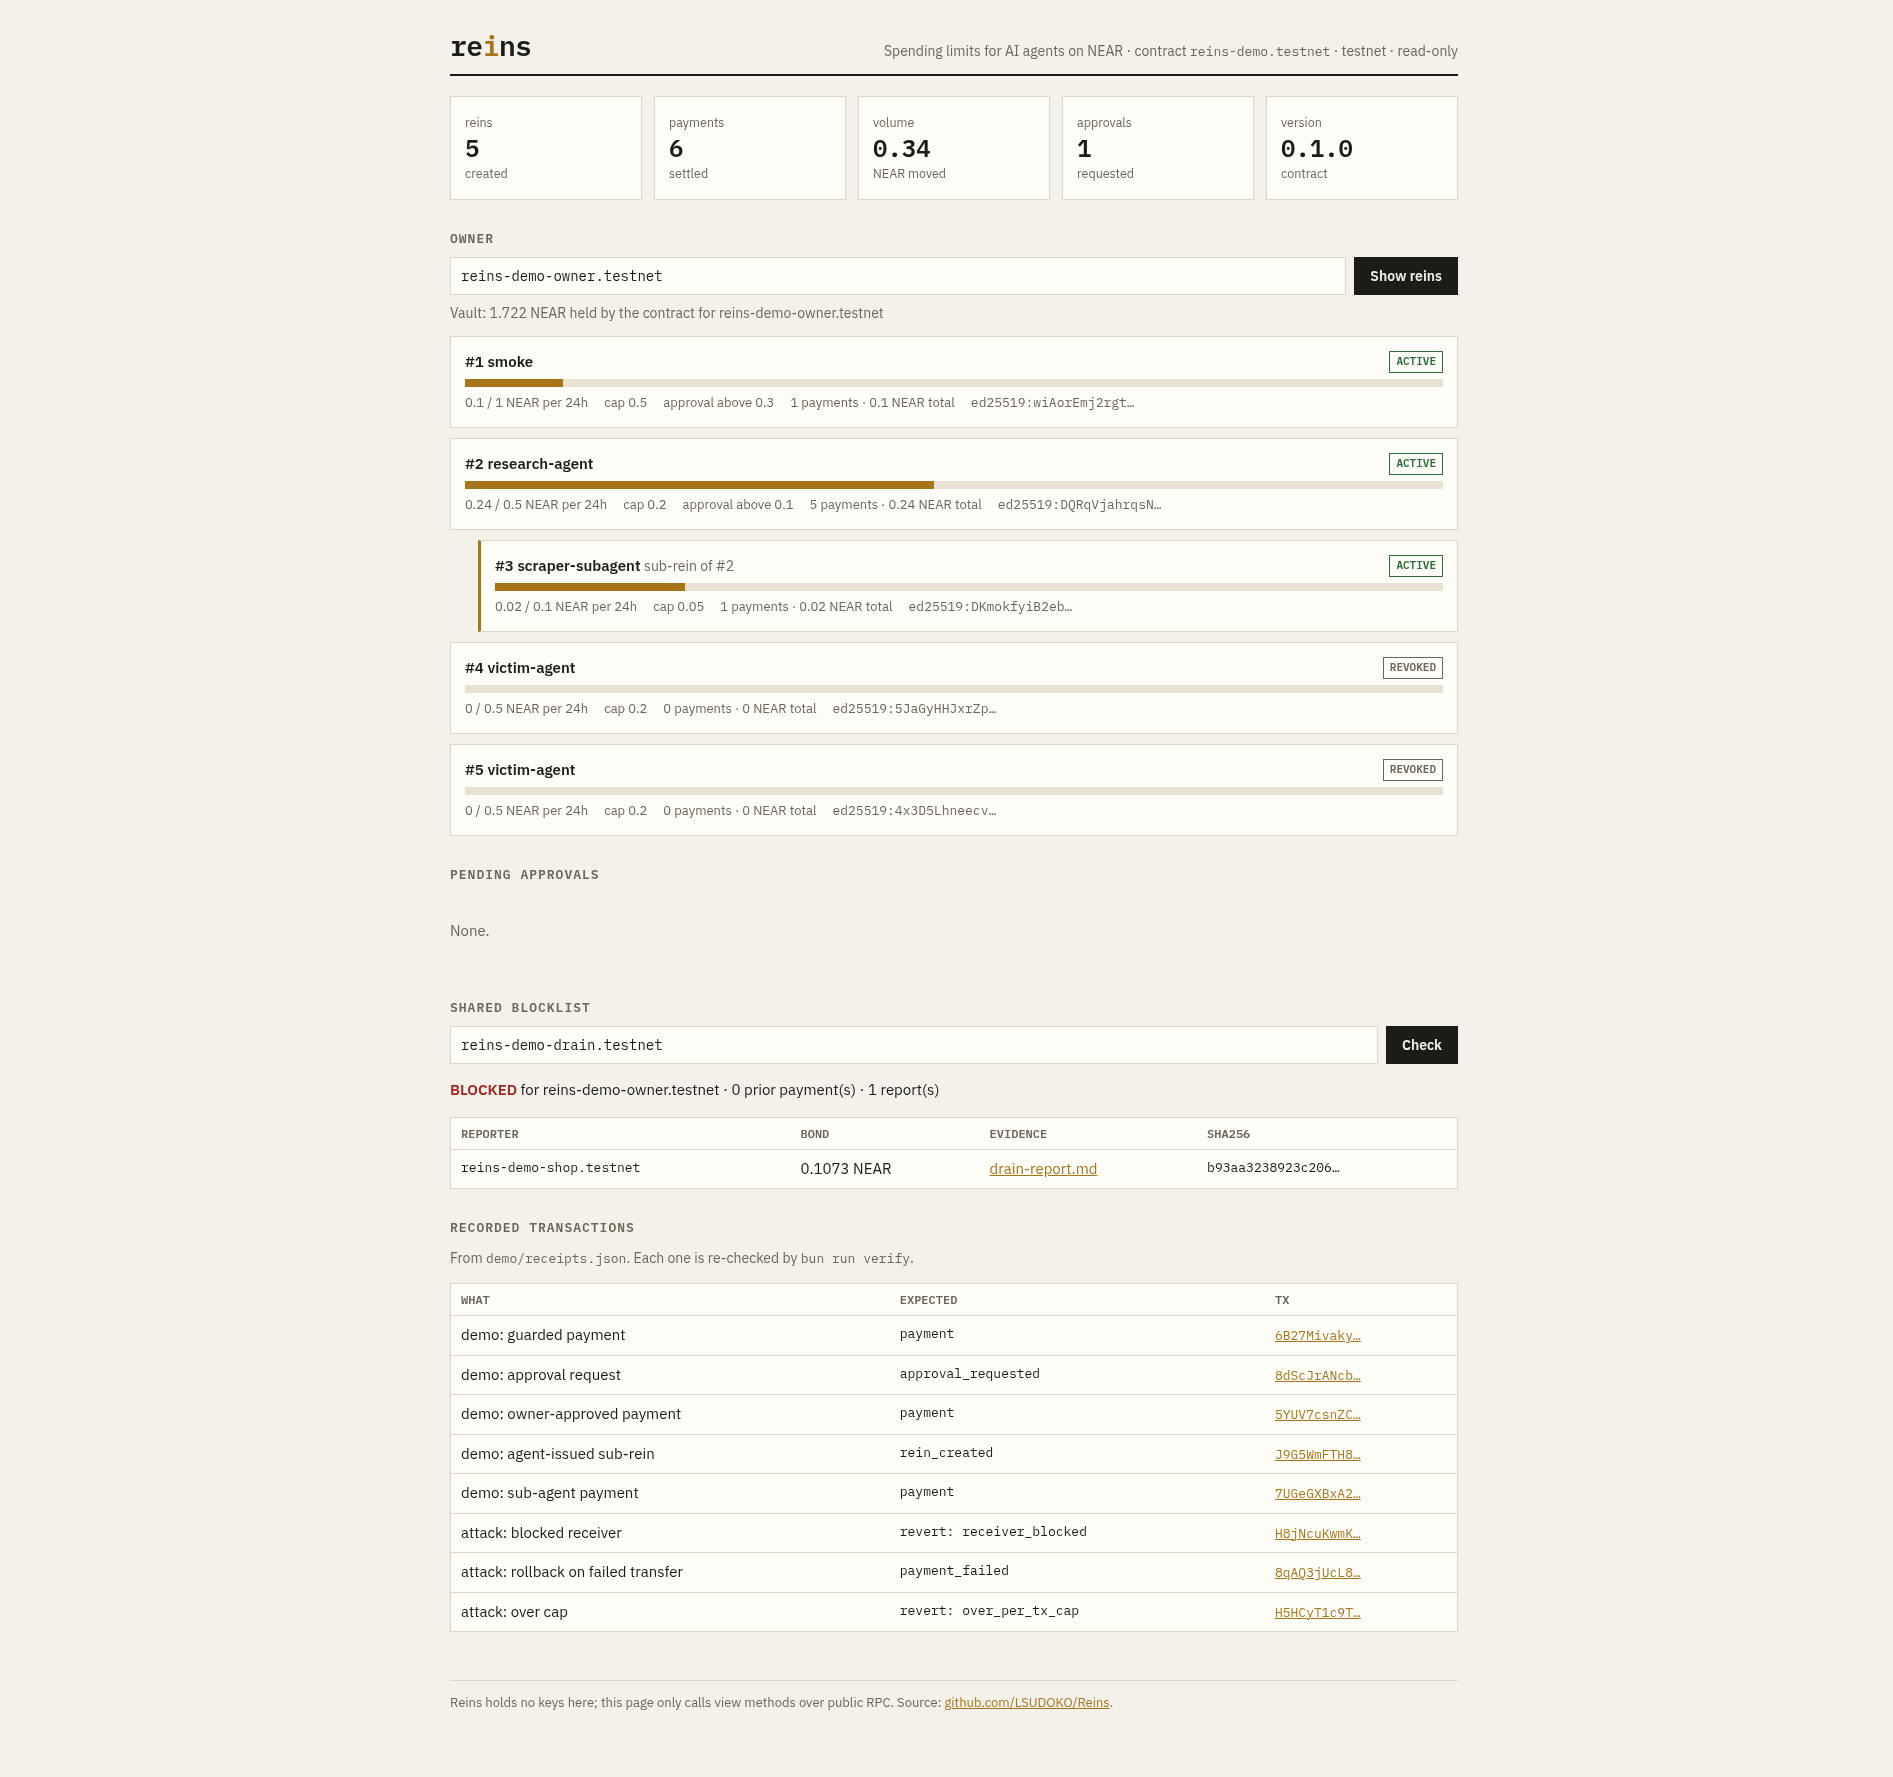 reins
Spending limits for AI agents on NEAR · contract reins-demo.testnet · testnet · read-only
reins
5
created
payments
6
settled
volume
0.34
NEAR moved
approvals
1
requested
version
0.1.0
contract
OWNER
reins-demo-owner.testnet
Show reins
Vault: 1.722 NEAR held by the contract for reins-demo-owner.testnet
#1 smoke ACTIVE
0.1 / 1 NEAR per 24h cap 0.5 approval above 0.3 1 payments · 0.1 NEAR total ed25519:wiAorEmj2rgt…
#2 research-agent ACTIVE
0.24 / 0.5 NEAR per 24h cap 0.2 approval above 0.1 5 payments · 0.24 NEAR total ed25519:DQRqVjahrqsN…
#3 scraper-subagent sub-rein of #2 ACTIVE
0.02 / 0.1 NEAR per 24h cap 0.05 1 payments · 0.02 NEAR total ed25519:DKmokfyiB2eb…
#4 victim-agent REVOKED
0 / 0.5 NEAR per 24h cap 0.2 0 payments · 0 NEAR total ed25519:5JaGyHHJxrZp…
#5 victim-agent REVOKED
0 / 0.5 NEAR per 24h cap 0.2 0 payments · 0 NEAR total ed25519:4x3D5Lhneecv…
PENDING APPROVALS
None.
SHARED BLOCKLIST
reins-demo-drain.testnet
Check
BLOCKED for reins-demo-owner.testnet · 0 prior payment(s) · 1 report(s)
REPORTER BOND EVIDENCE SHA256
reins-demo-shop.testnet 0.1073 NEAR drain-report.md b93aa3238923c206…
RECORDED TRANSACTIONS
From demo/receipts.json. Each one is re-checked by bun run verify.
WHAT EXPECTED TX
demo: guarded payment payment 6B27Mivaky…
demo: approval request approval_requested 8dScJrANcb…
demo: owner-approved payment payment 5YUV7csnZC…
demo: agent-issued sub-rein rein_created J9G5WmFTH8…
demo: sub-agent payment payment 7UGeGXBxA2…
attack: blocked receiver revert: receiver_blocked H8jNcuKwmK…
attack: rollback on failed transfer payment_failed 8qAQ3jUcL8…
attack: over cap revert: over_per_tx_cap H5HCyT1c9T…
Reins holds no keys here; this page only calls view methods over public RPC. Source: github.com/LSUDOKO/Reins.